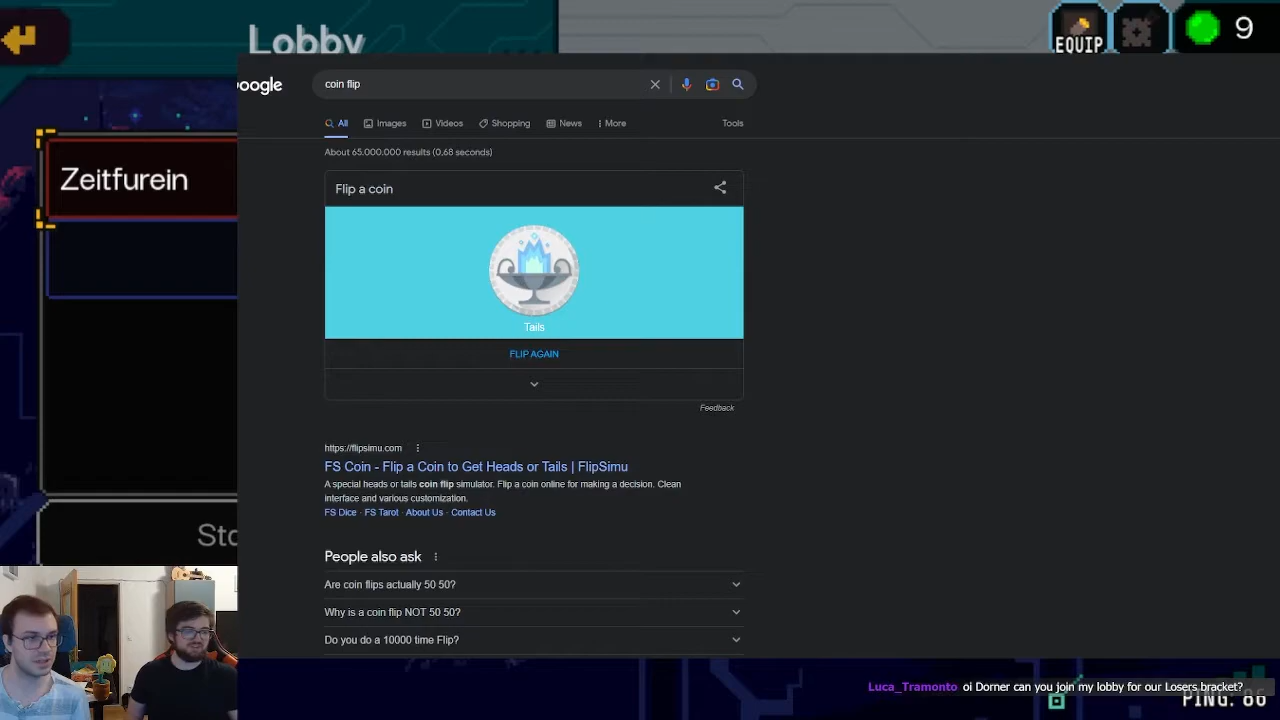 Lobby
EQUIP
9
oogle
coin flip
All
Images
Videos
Shopping
News
More
Tools
About 65.000.000 results (0,68 seconds)
Zeitfurein
Flip a coin
Tails
FLIP AGAIN
Feedback
https://flipsimu.com
FS Coin - Flip a Coin to Get Heads or Tails | FlipSimu
A special heads or tails coin flip simulator. Flip a coin online for making a decision. Clean
interface and various customization.
FS Dice · FS Tarot · About Us · Contact Us
Sto
People also ask
Are coin flips actually 50 50?
Why is a coin flip NOT 50 50?
Do you do a 10000 time Flip?
Luca_Tramonto oi Dorner can you join my lobby for our Losers bracket?
PING: 86